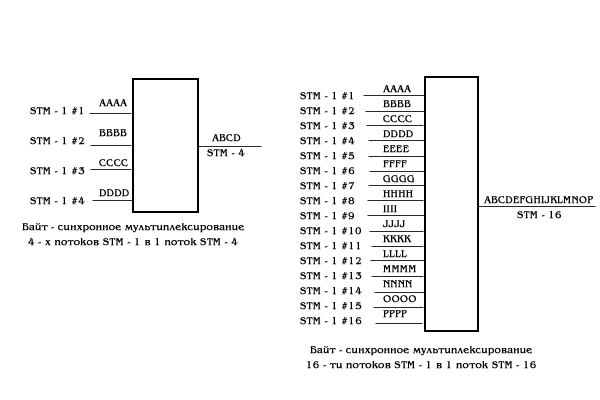 AAAA
STM - 1 #1
BBBB
STM - 1 #2
CCCC
STM - 1 #3
DDDD
STM - 1 #4
ABCD
STM - 4
Байт - синхронное мультиплексирование
4 - х потоков STM - 1 в 1 поток STM - 4
AAAA
STM - 1 #1
BBBB
STM - 1 #2
CCCC
STM - 1 #3
DDDD
STM - 1 #4
EEEE
STM - 1 #5
FFFF
STM - 1 #6
GGGG
STM - 1 #7
HHHH
STM - 1 #8
IIII
STM - 1 #9
JJJJ
STM - 1 #10
KKKK
STM - 1 #11
LLLL
STM - 1 #12
MMMM
STM - 1 #13
NNNN
STM - 1 #14
OOOO
STM - 1 #15
PPPP
STM - 1 #16
ABCDEFGHIJKLMNOP
STM - 16
Байт - синхронное мультиплексирование
16 - ти потоков STM - 1 в 1 поток STM - 16